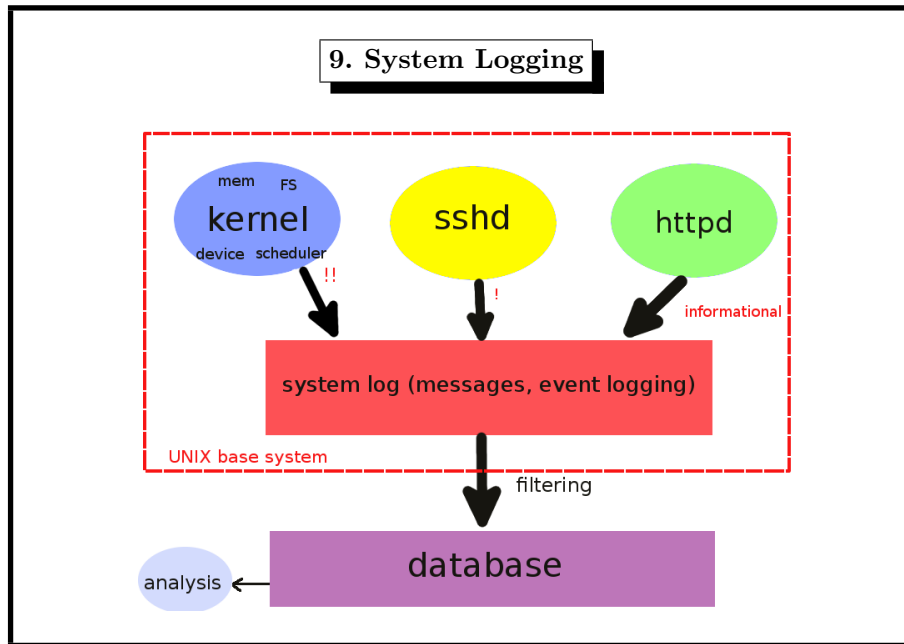 9. System Logging
mem
FS
kernel
device
scheduler
sshd
httpd
!!
!
informational
system log (messages, event logging)
UNIX base system
filtering
database
analysis